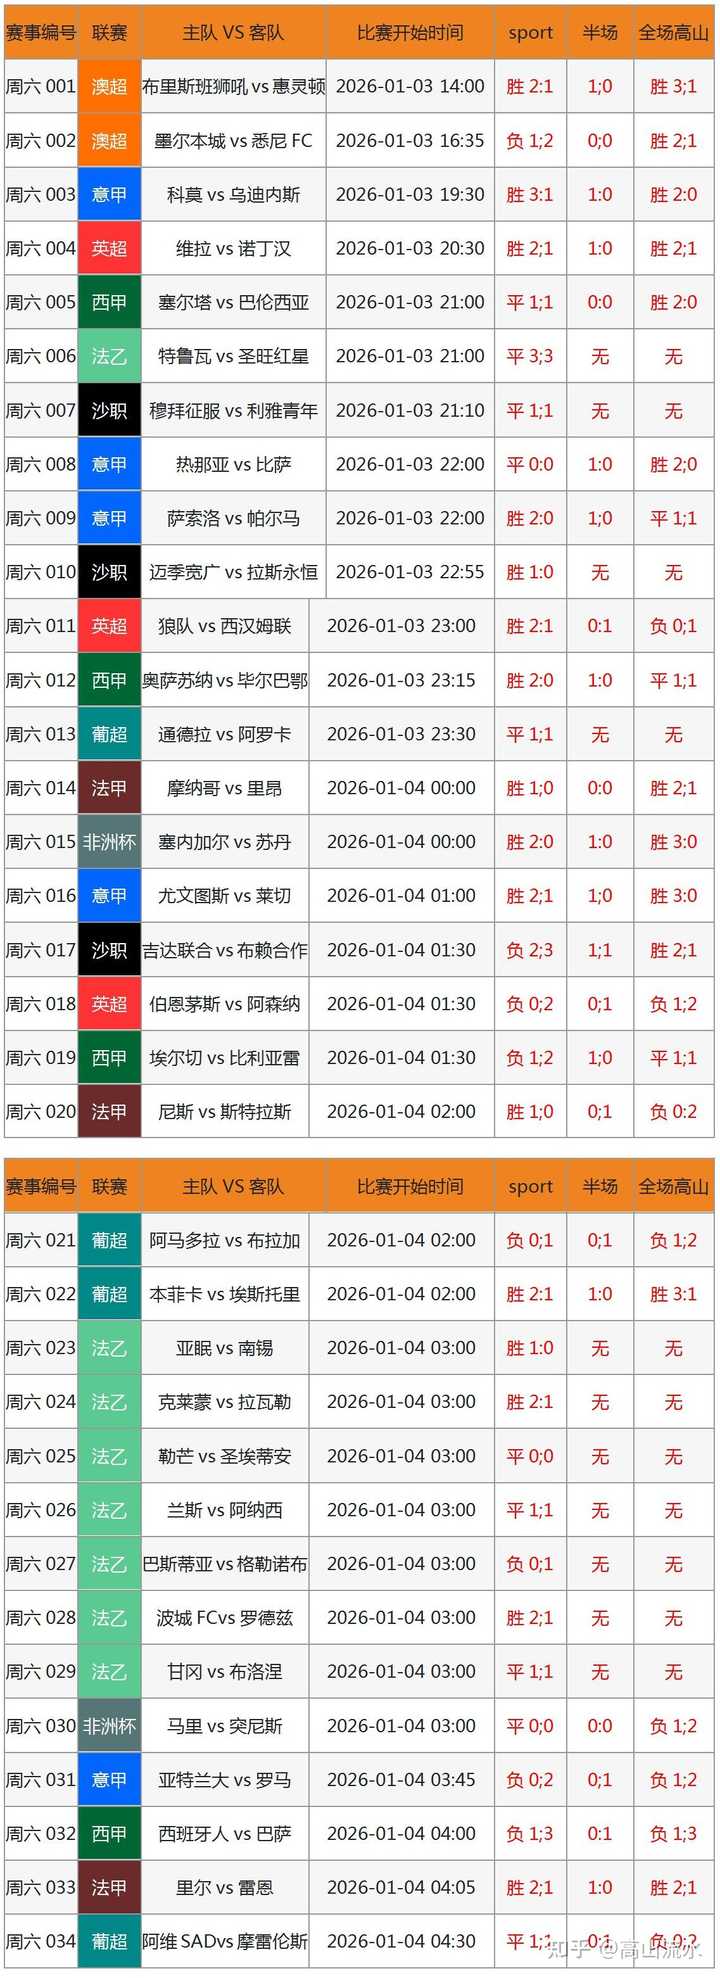 赛事编号 联赛 主队 VS 客队 比赛开始时间 sport 半场 全场高山
周六 001 澳超 布里斯班狮吼 vs 惠灵顿 2026-01-03 14:00 胜 2:1 1;0 胜 3;1
周六 002 澳超 墨尔本城 vs 悉尼 FC 2026-01-03 16:35 负 1;2 0;0 胜 2;1
周六 003 意甲 科莫 vs 乌迪内斯 2026-01-03 19:30 胜 3:1 1:0 胜 2:0
周六 004 英超 维拉 vs 诺丁汉 2026-01-03 20:30 胜 2;1 1:0 胜 2;1
周六 005 西甲 塞尔塔 vs 巴伦西亚 2026-01-03 21:00 平 1;1 0:0 胜 2:0
周六 006 法乙 特鲁瓦 vs 圣旺红星 2026-01-03 21:00 平 3;3 无 无
周六 007 沙职 穆拜征服 vs 利雅青年 2026-01-03 21:10 平 1;1 无 无
周六 008 意甲 热那亚 vs 比萨 2026-01-03 22:00 平 0:0 1:0 胜 2;0
周六 009 意甲 萨索洛 vs 帕尔马 2026-01-03 22:00 胜 2:0 1;0 平 1;1
周六 010 沙职 迈季宽广 vs 拉斯永恒 2026-01-03 22:55 胜 1:0 无 无
周六 011 英超 狼队 vs 西汉姆联 2026-01-03 23:00 胜 2:1 0:1 负 0;1
周六 012 西甲 奥萨苏纳 vs 毕尔巴鄂 2026-01-03 23:15 胜 2:0 1:0 平 1;1
周六 013 葡超 通德拉 vs 阿罗卡 2026-01-03 23:30 平 1;1 无 无
周六 014 法甲 摩纳哥 vs 里昂 2026-01-04 00:00 胜 1;0 0:0 胜 2;1
周六 015 非洲杯 塞内加尔 vs 苏丹 2026-01-04 00:00 胜 2:0 1:0 胜 3:0
周六 016 意甲 尤文图斯 vs 莱切 2026-01-04 01:00 胜 2;1 1;0 胜 3:0
周六 017 沙职 吉达联合 vs 布赖合作 2026-01-04 01:30 负 2;3 1;1 胜 2;1
周六 018 英超 伯恩茅斯 vs 阿森纳 2026-01-04 01:30 负 0;2 0;1 负 1;2
周六 019 西甲 埃尔切 vs 比利亚雷 2026-01-04 01:30 负 1;2 1;0 平 1;1
周六 020 法甲 尼斯 vs 斯特拉斯 2026-01-04 02:00 胜 1;0 0;1 负 0:2
赛事编号 联赛 主队 VS 客队 比赛开始时间 sport 半场 全场高山
周六 021 葡超 阿马多拉 vs 布拉加 2026-01-04 02:00 负 0;1 0;1 负 1;2
周六 022 葡超 本菲卡 vs 埃斯托里 2026-01-04 02:00 胜 2:1 1:0 胜 3:1
周六 023 法乙 亚眠 vs 南锡 2026-01-04 03:00 胜 1:0 无 无
周六 024 法乙 克莱蒙 vs 拉瓦勒 2026-01-04 03:00 胜 2:1 无 无
周六 025 法乙 勒芒 vs 圣埃蒂安 2026-01-04 03:00 平 0;0 无 无
周六 026 法乙 兰斯 vs 阿纳西 2026-01-04 03:00 平 1;1 无 无
周六 027 法乙 巴斯蒂亚 vs 格勒诺布 2026-01-04 03:00 负 0;1 无 无
周六 028 法乙 波城 FCvs 罗德兹 2026-01-04 03:00 胜 2;1 无 无
周六 029 法乙 甘冈 vs 布洛涅 2026-01-04 03:00 平 1;1 无 无
周六 030 非洲杯 马里 vs 突尼斯 2026-01-04 03:00 平 0;0 0:0 负 1;2
周六 031 意甲 亚特兰大 vs 罗马 2026-01-04 03:45 负 0;2 0;1 负 1;2
周六 032 西甲 西班牙人 vs 巴萨 2026-01-04 04:00 负 1;3 0:1 负 1;3
周六 033 法甲 里尔 vs 雷恩 2026-01-04 04:05 胜 2;1 1:0 胜 2;1
周六 034 葡超 阿维 SADvs 摩雷伦斯 2026-01-04 04:30 平 1;1 0:1 负 0:2
知乎 @高山流水